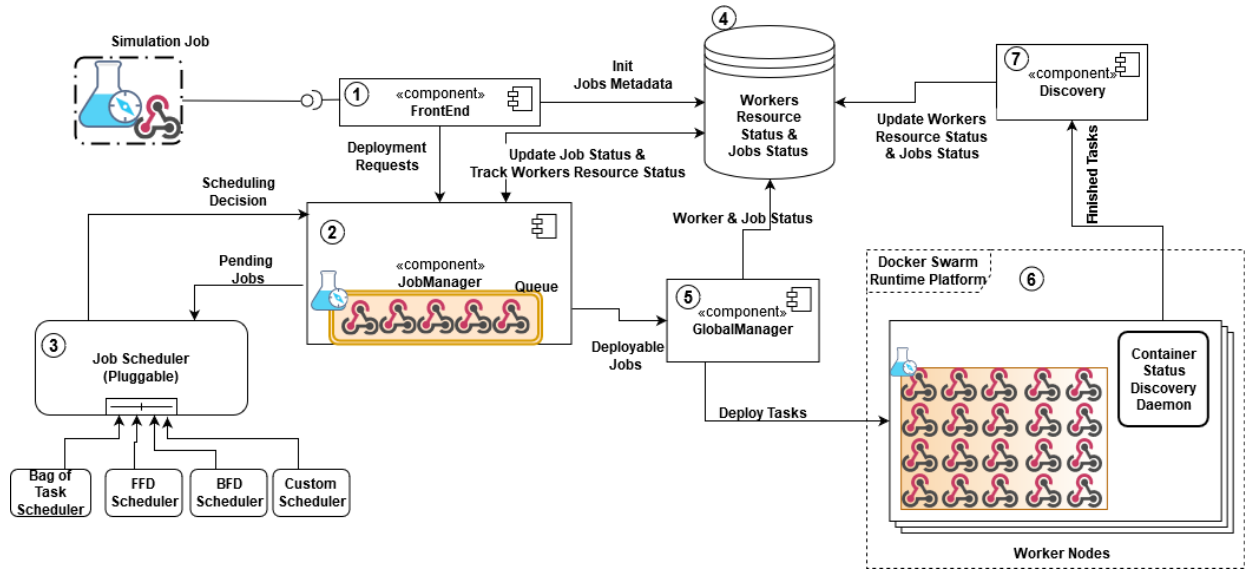 Simulation Job
1
«component»
FrontEnd
Init
Jobs Metadata
4
Workers
Resource
Status &
Jobs Status
7
«component»
Discovery
Update Workers
Resource Status
& Jobs Status
Finished Tasks
Deployment
Requests
Update Job Status &
Track Workers Resource Status
Scheduling
Decision
2
«component»
JobManager
Queue
Pending
Jobs
Worker & Job Status
5
«component»
GlobalManager
Deployable
Jobs
3
Job Scheduler
(Pluggable)
Bag of
Task
Scheduler
FFD
Scheduler
BFD
Scheduler
Custom
Scheduler
Deploy Tasks
Docker Swarm
Runtime Platform
6
Container
Status
Discovery
Daemon
Worker Nodes